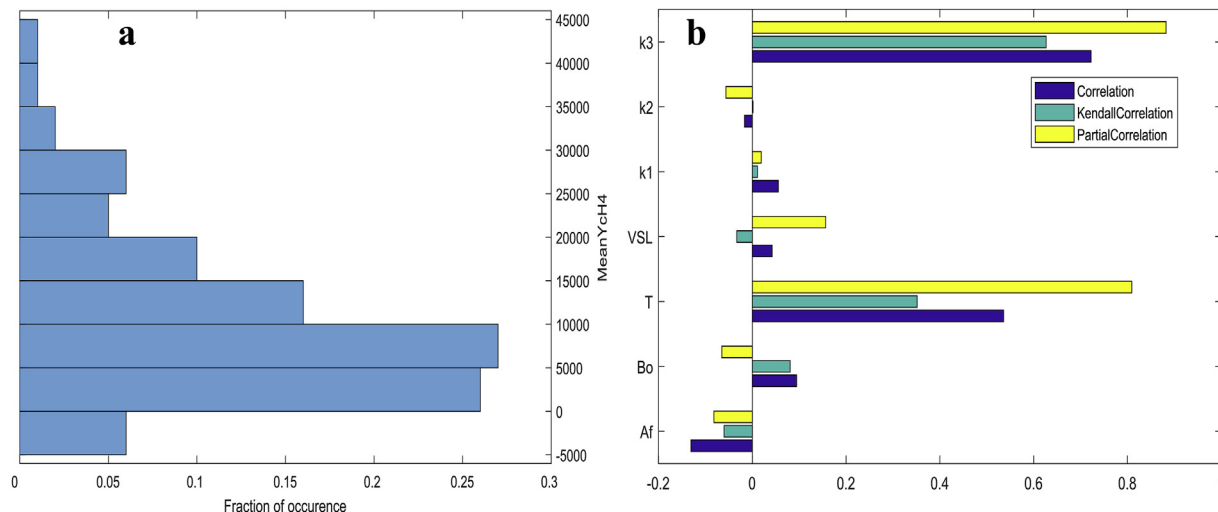 a
45000
40000
35000
30000
25000
20000
15000
10000
5000
0
-5000
MeanYcH4
0
0.05
0.1
0.15
0.2
0.25
0.3
Fraction of occurence
b
k3
k2
k1
VSL
T
Bo
Af
Correlation
KendallCorrelation
PartialCorrelation
-0.2
0
0.2
0.4
0.6
0.8